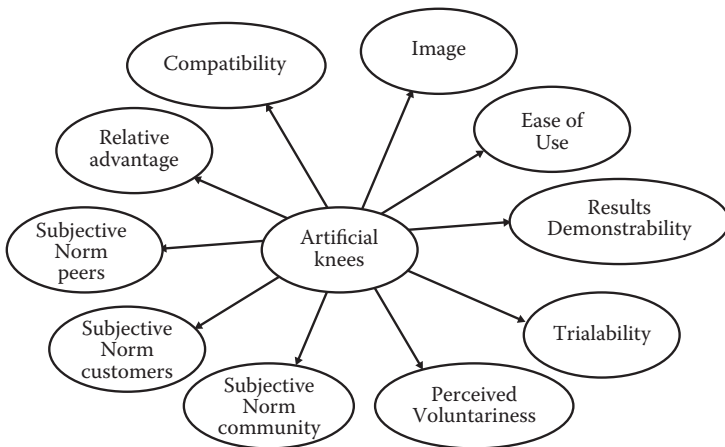 Image
Compatibility
Ease of
Use
Relative
advantage
Results
Demonstrability
Artificial
knees
Subjective
Norm
peers
Trialability
Subjective
Norm
customers
Subjective
Norm
community
Perceived
Voluntariness